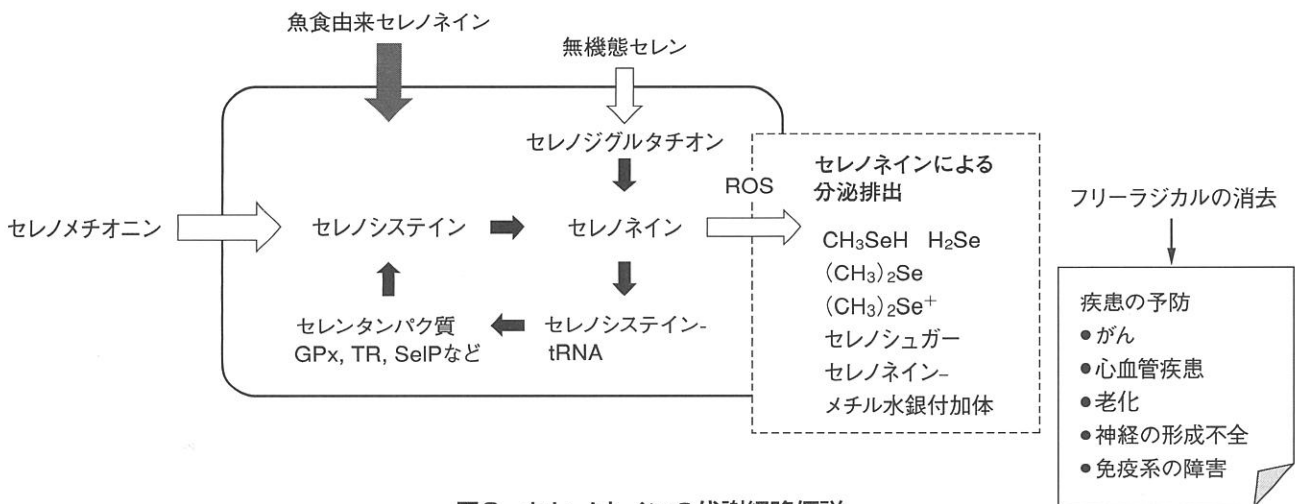 魚食由来セレノネイン
無機態セレン
セレノジグルタチオン
セレノメチオニン
セレノシステイン
セレノネイン
ROS
セレンタンパク質
GPx, TR, SelPなど
セレノシステイン-
tRNA
セレノネインによる
分泌排出
CH₃SeH H₂Se
(CH₃)₂Se
(CH₃)₂Se⁺
セレノシュガー
セレノネイン-
メチル水銀付加体
フリーラジカルの消去
疾患の予防
●がん
●心血管疾患
●老化
●神経の形成不全
●免疫系の障害